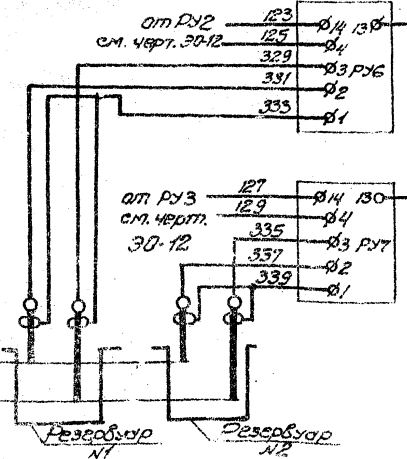 123
от РУ2 14 13
125
см. черт. ЭО-12 4
329
3 РУ6
331
2
333
1
127
от РУ3 14 13
129
см. черт. 4
335
ЭО-12 3 РУ7
337
2
339
1
Резервуар
№1
Резервуар
№2